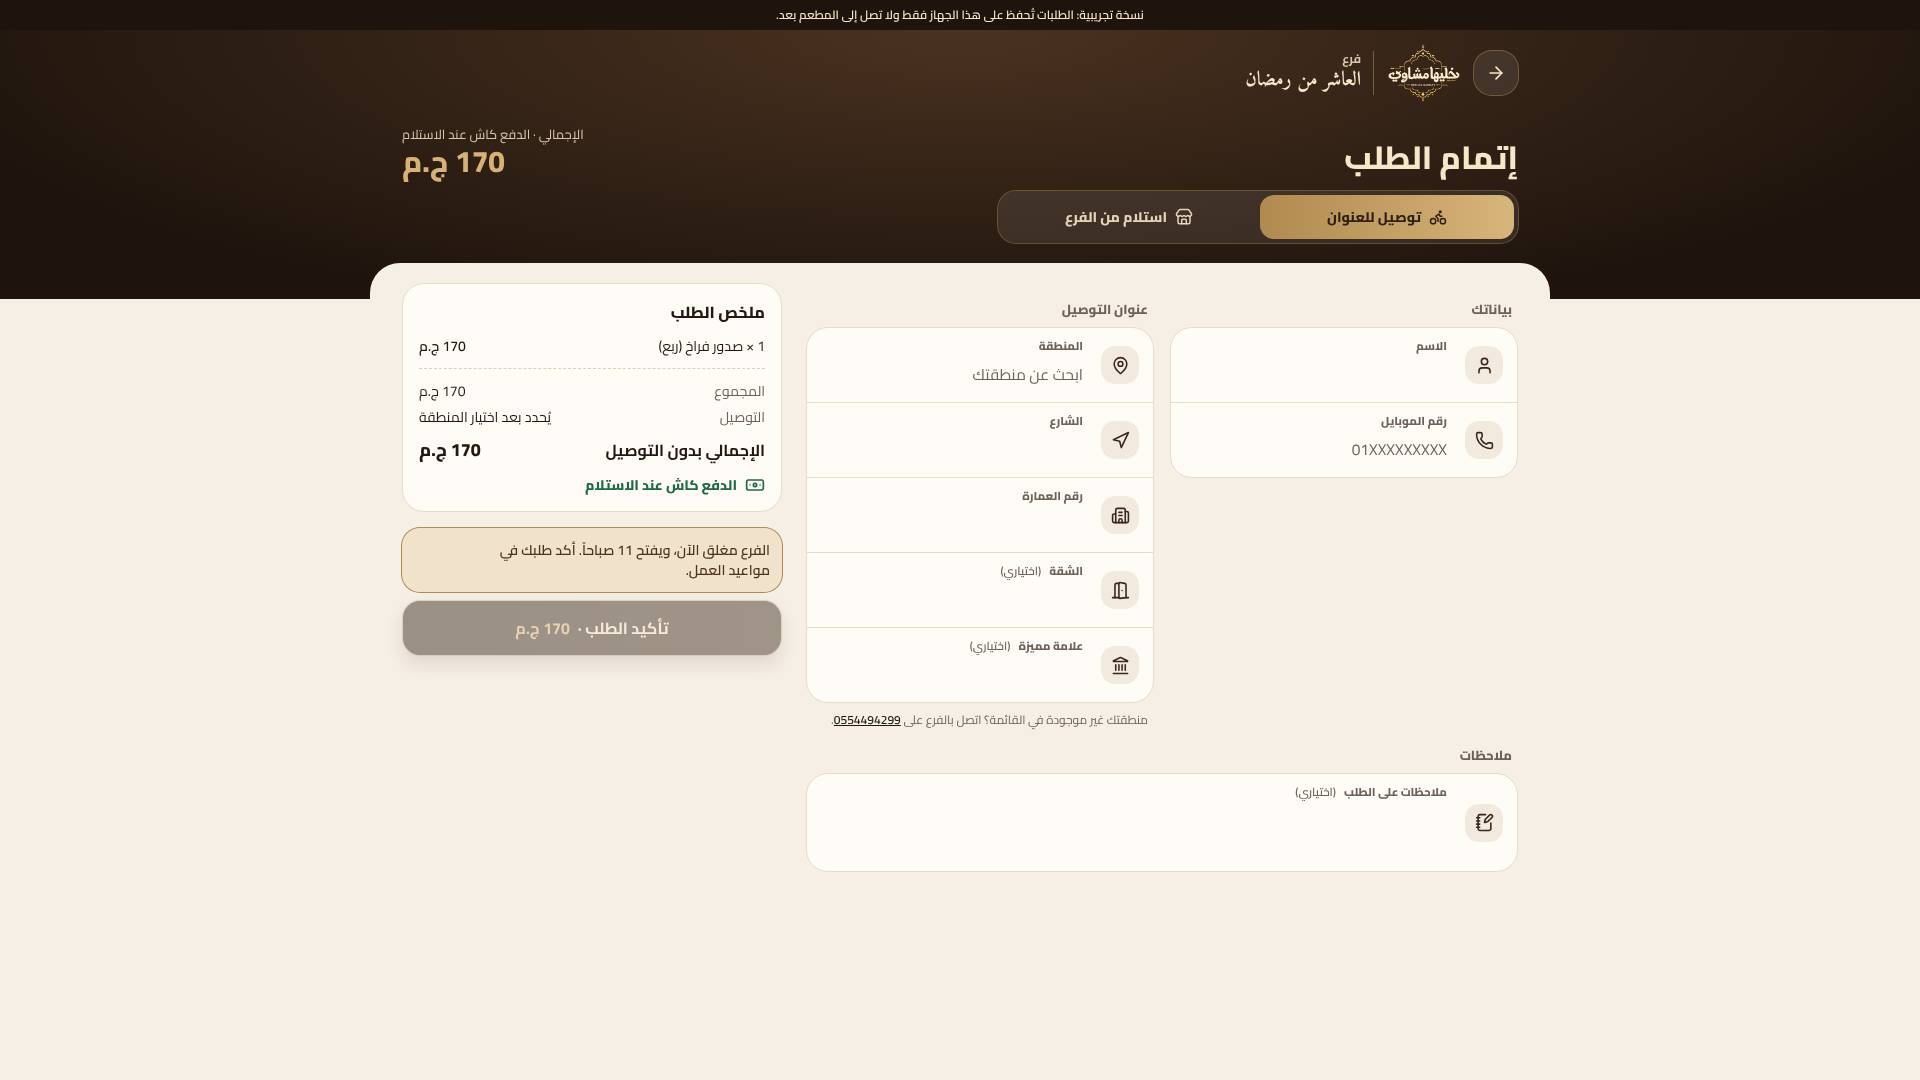 نسخة تجريبية: الطلبات تُحفظ على هذا الجهاز فقط ولا تصل إلى المطعم بعد.
خليها مشاوي
فرع
العاشر من رمضان
إتمام الطلب
الإجمالي · الدفع كاش عند الاستلام
170 ج.م
توصيل للعنوان
استلام من الفرع
بياناتك
الاسم
رقم الموبايل
01XXXXXXXXX
عنوان التوصيل
المنطقة
ابحث عن منطقتك
الشارع
رقم العمارة
الشقة (اختياري)
علامة مميزة (اختياري)
منطقتك غير موجودة في القائمة؟ اتصل بالفرع على 0554494299.
ملاحظات
ملاحظات على الطلب (اختياري)
ملخص الطلب
1 × صدور فراخ (ربع) 170 ج.م
المجموع 170 ج.م
التوصيل يُحدد بعد اختيار المنطقة
الإجمالي بدون التوصيل 170 ج.م
الدفع كاش عند الاستلام
الفرع مغلق الآن، ويفتح 11 صباحاً. أكد طلبك في
مواعيد العمل.
تأكيد الطلب · 170 ج.م